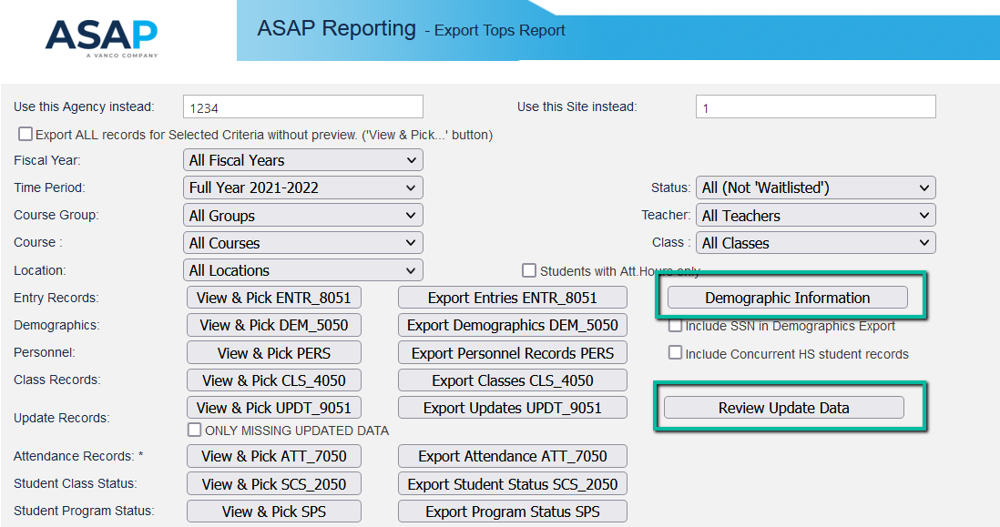 ASAP
A VANCO COMPANY
ASAP Reporting - Export Tops Report
Use this Agency instead: 1234 Use this Site instead: 1
Export ALL records for Selected Criteria without preview. ('View & Pick...' button)
Fiscal Year: All Fiscal Years
Time Period: Full Year 2021-2022 Status: All (Not 'Waitlisted')
Course Group: All Groups Teacher: All Teachers
Course : All Courses Class : All Classes
Location: All Locations Students with Att.Hours only
Entry Records: View & Pick ENTR_8051 Export Entries ENTR_8051 Demographic Information
Demographics: View & Pick DEM_5050 Export Demographics DEM_5050 Include SSN in Demographics Export
Personnel: View & Pick PERS Export Personnel Records PERS Include Concurrent HS student records
Class Records: View & Pick CLS_4050 Export Classes CLS_4050
Update Records: View & Pick UPDT_9051 Export Updates UPDT_9051 Review Update Data
ONLY MISSING UPDATED DATA
Attendance Records: * View & Pick ATT_7050 Export Attendance ATT_7050
Student Class Status: View & Pick SCS_2050 Export Student Status SCS_2050
Student Program Status: View & Pick SPS Export Program Status SPS